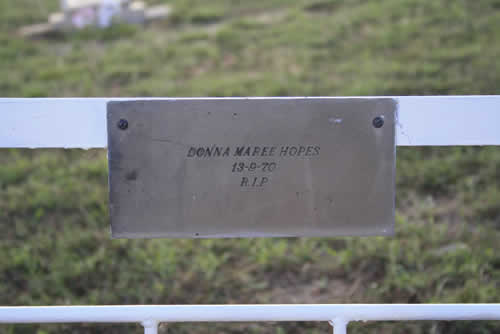 DONNA MAREE HOPES
13-9-70
R.I.P